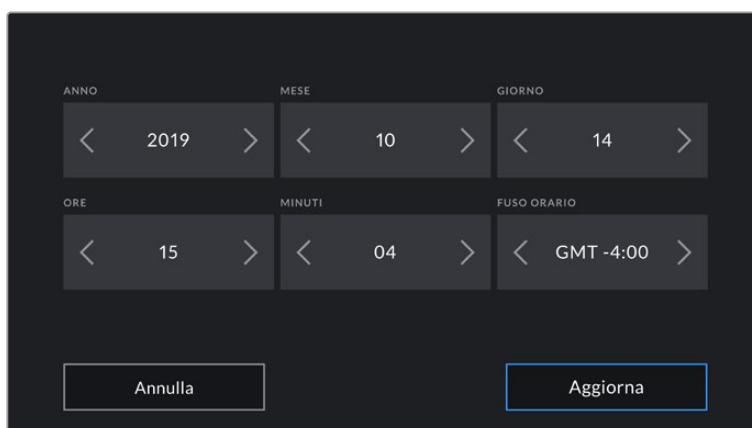 ANNO MESE GIORNO
2019 10 14
ORE MINUTI FUSO ORARIO
15 04 GMT -4:00
Annulla Aggiorna